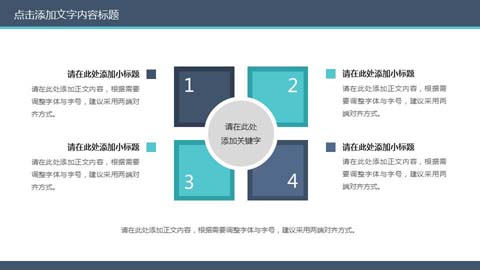 点击添加文字内容标题
请在此处添加小标题
请在此处添加正文内容，根据需
要调整字体与字号，建议采用两端对
齐方式。
1
2
请在此处添加小标题
请在此处添加正文内容，根据需
要调整字体与字号，建议采用两端
对齐方式。
请在此处
添加关键字
请在此处添加小标题
请在此处添加正文内容，根据需要
调整字体与字号，建议采用两端对
齐方式。
3
4
请在此处添加小标题
请在此处添加正文内容，根据需
要调整字体与字号，建议采用两
端对齐方式。
请在此处添加正文内容，根据需要调整字体与字号，建议采用两端对齐方式。